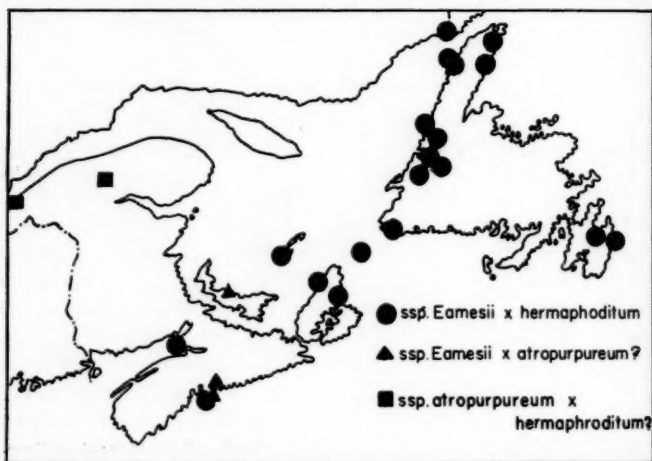 ssp. Eamesii x hermaphoditum
ssp. Eamesii x atropurpureum?
ssp. atropurpureum x
hermaphroditum?